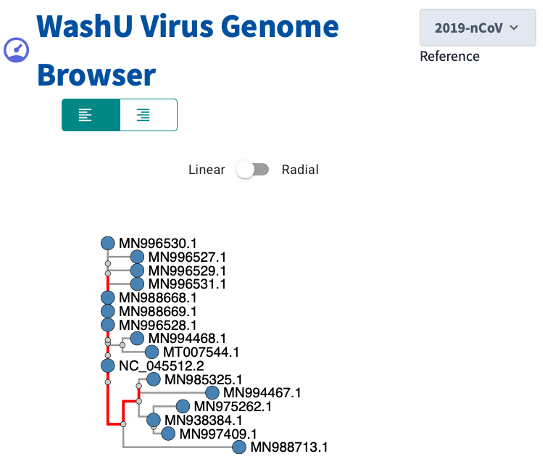 WashU Virus Genome
Browser
2019-nCoV
Reference
Linear
Radial
MN996530.1
MN996527.1
MN996529.1
MN996531.1
MN988668.1
MN988669.1
MN996528.1
MN994468.1
MT007544.1
NC_045512.2
MN985325.1
MN994467.1
MN975262.1
MN938384.1
MN997409.1
MN988713.1